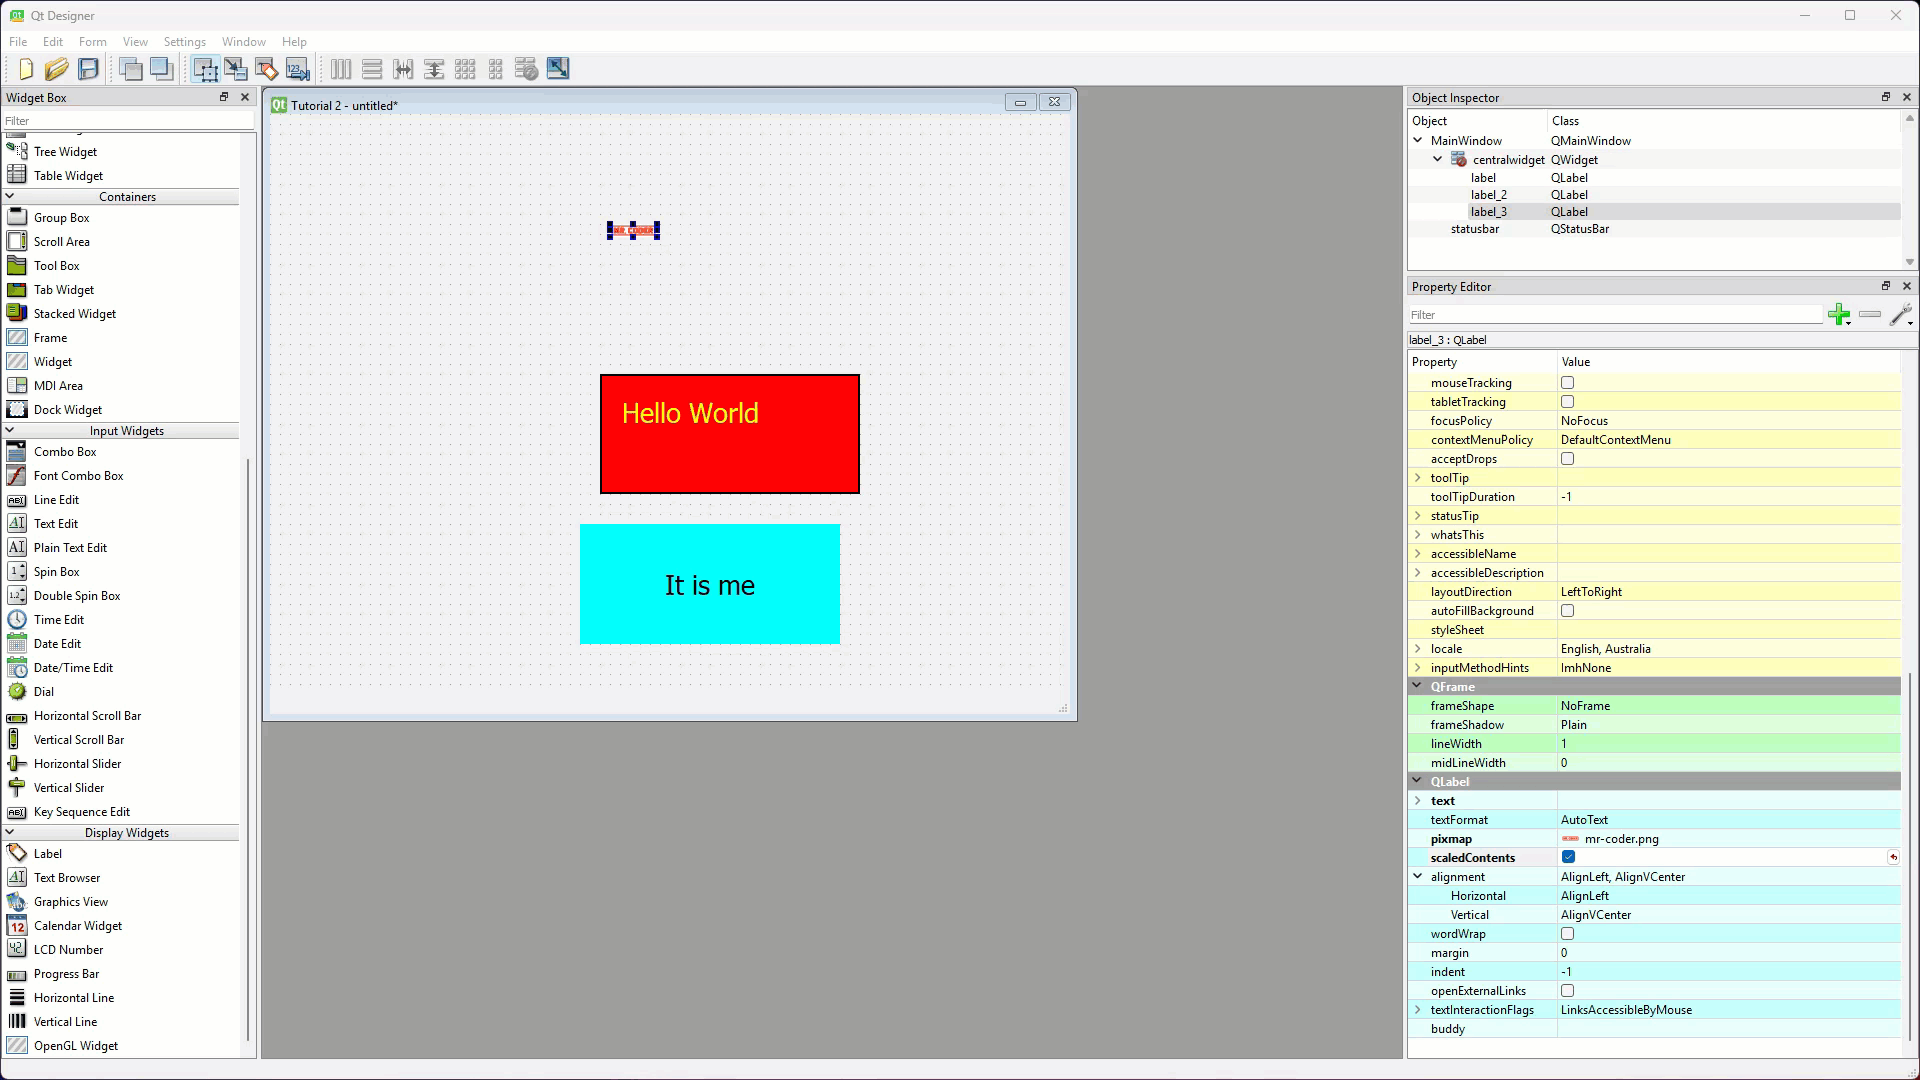 Qt Designer
File Edit Form View Settings Window Help
Widget Box
Filter
Tree Widget
Table Widget
Containers
Group Box
Scroll Area
Tool Box
Tab Widget
Stacked Widget
Frame
Widget
MDI Area
Dock Widget
Input Widgets
Combo Box
Font Combo Box
Line Edit
Text Edit
Plain Text Edit
Spin Box
Double Spin Box
Time Edit
Date Edit
Date/Time Edit
Dial
Horizontal Scroll Bar
Vertical Scroll Bar
Horizontal Slider
Vertical Slider
Key Sequence Edit
Display Widgets
Label
Text Browser
Graphics View
Calendar Widget
LCD Number
Progress Bar
Horizontal Line
Vertical Line
OpenGL Widget
Tutorial 2 - untitled*
MR CODER
Hello World
It is me
Object Inspector
Object Class
MainWindow QMainWindow
centralwidget QWidget
label QLabel
label_2 QLabel
label_3 QLabel
statusbar QStatusBar
Property Editor
Filter
label_3 : QLabel
Property Value
mouseTracking
tabletTracking
focusPolicy NoFocus
contextMenuPolicy DefaultContextMenu
acceptDrops
toolTip
toolTipDuration -1
statusTip
whatsThis
accessibleName
accessibleDescription
layoutDirection LeftToRight
autoFillBackground
styleSheet
locale English, Australia
inputMethodHints ImhNone
QFrame
frameShape NoFrame
frameShadow Plain
lineWidth 1
midLineWidth 0
QLabel
text
textFormat AutoText
pixmap mr-coder.png
scaledContents
alignment AlignLeft, AlignVCenter
Horizontal AlignLeft
Vertical AlignVCenter
wordWrap
margin 0
indent -1
openExternalLinks
textInteractionFlags LinksAccessibleByMouse
buddy